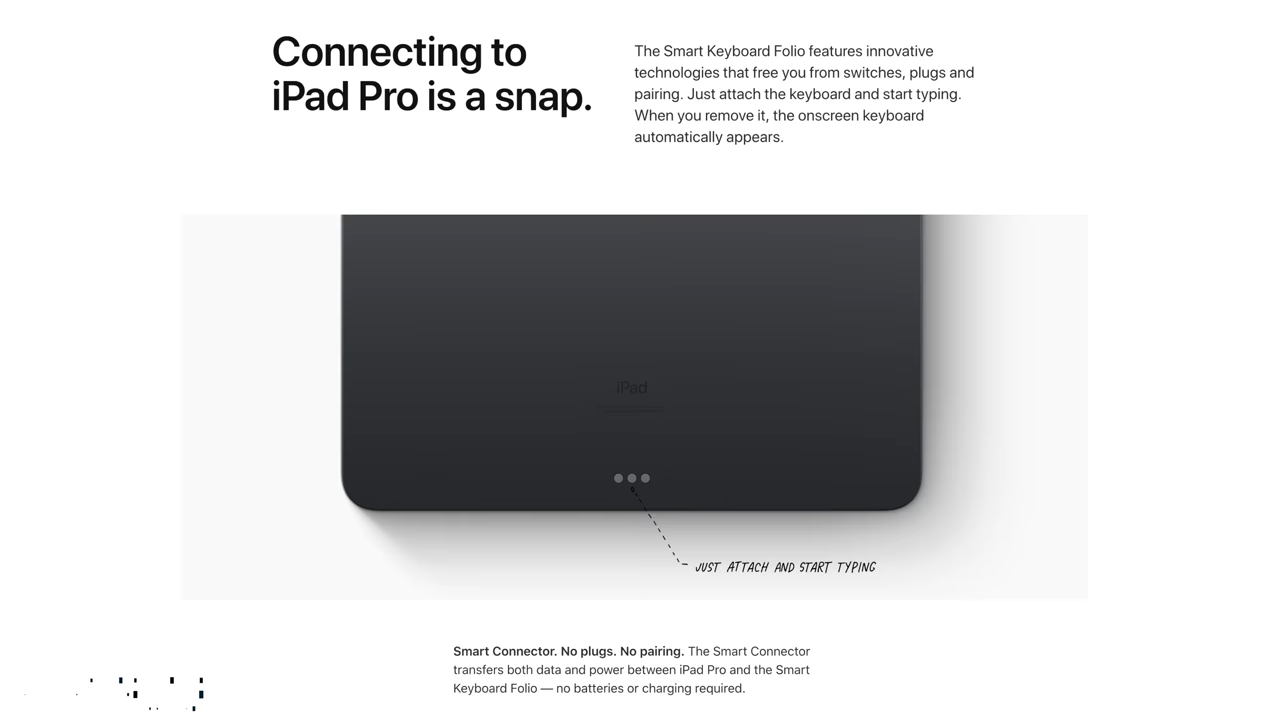 Connecting to
iPad Pro is a snap.
The Smart Keyboard Folio features innovative
technologies that free you from switches, plugs and
pairing. Just attach the keyboard and start typing.
When you remove it, the onscreen keyboard
automatically appears.
iPad
JUST ATTACH AND START TYPING
Smart Connector. No plugs. No pairing. The Smart Connector
transfers both data and power between iPad Pro and the Smart
Keyboard Folio — no batteries or charging required.